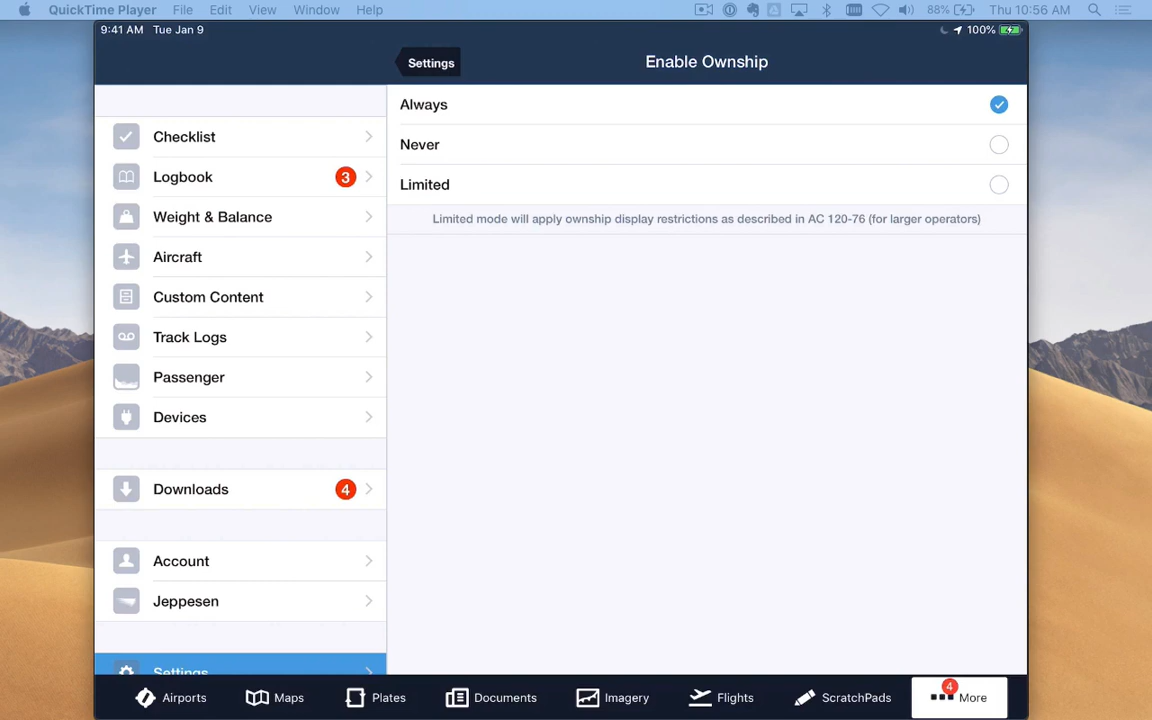 QuickTime Player File Edit View Window Help 88% Thu 10:56 AM
9:41 AM Tue Jan 9 100%
Settings Enable Ownship
Always
Never
Limited
Limited mode will apply ownship display restrictions as described in AC 120-76 (for larger operators)
Checklist
Logbook 3
Weight & Balance
Aircraft
Custom Content
Track Logs
Passenger
Devices
Downloads 4
Account
Jeppesen
Settings
Airports Maps Plates Documents Imagery Flights ScratchPads 4 More